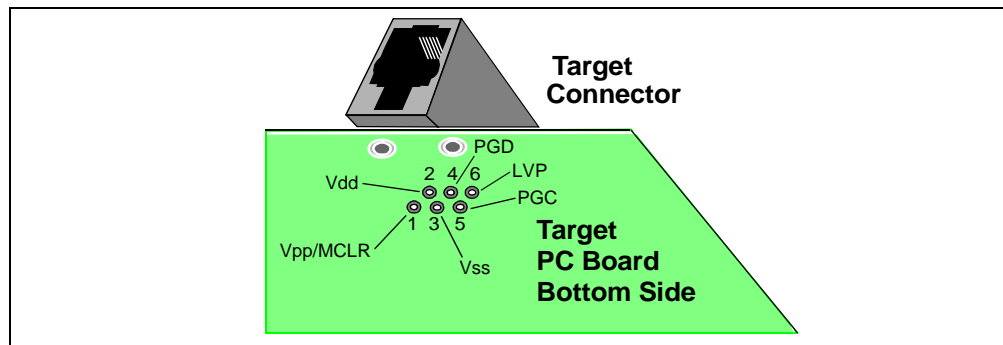 Target
Connector
PGD
2 4 6
LVP
Vdd
PGC
1 3 5
Vpp/MCLR
Vss
Target
PC Board
Bottom Side